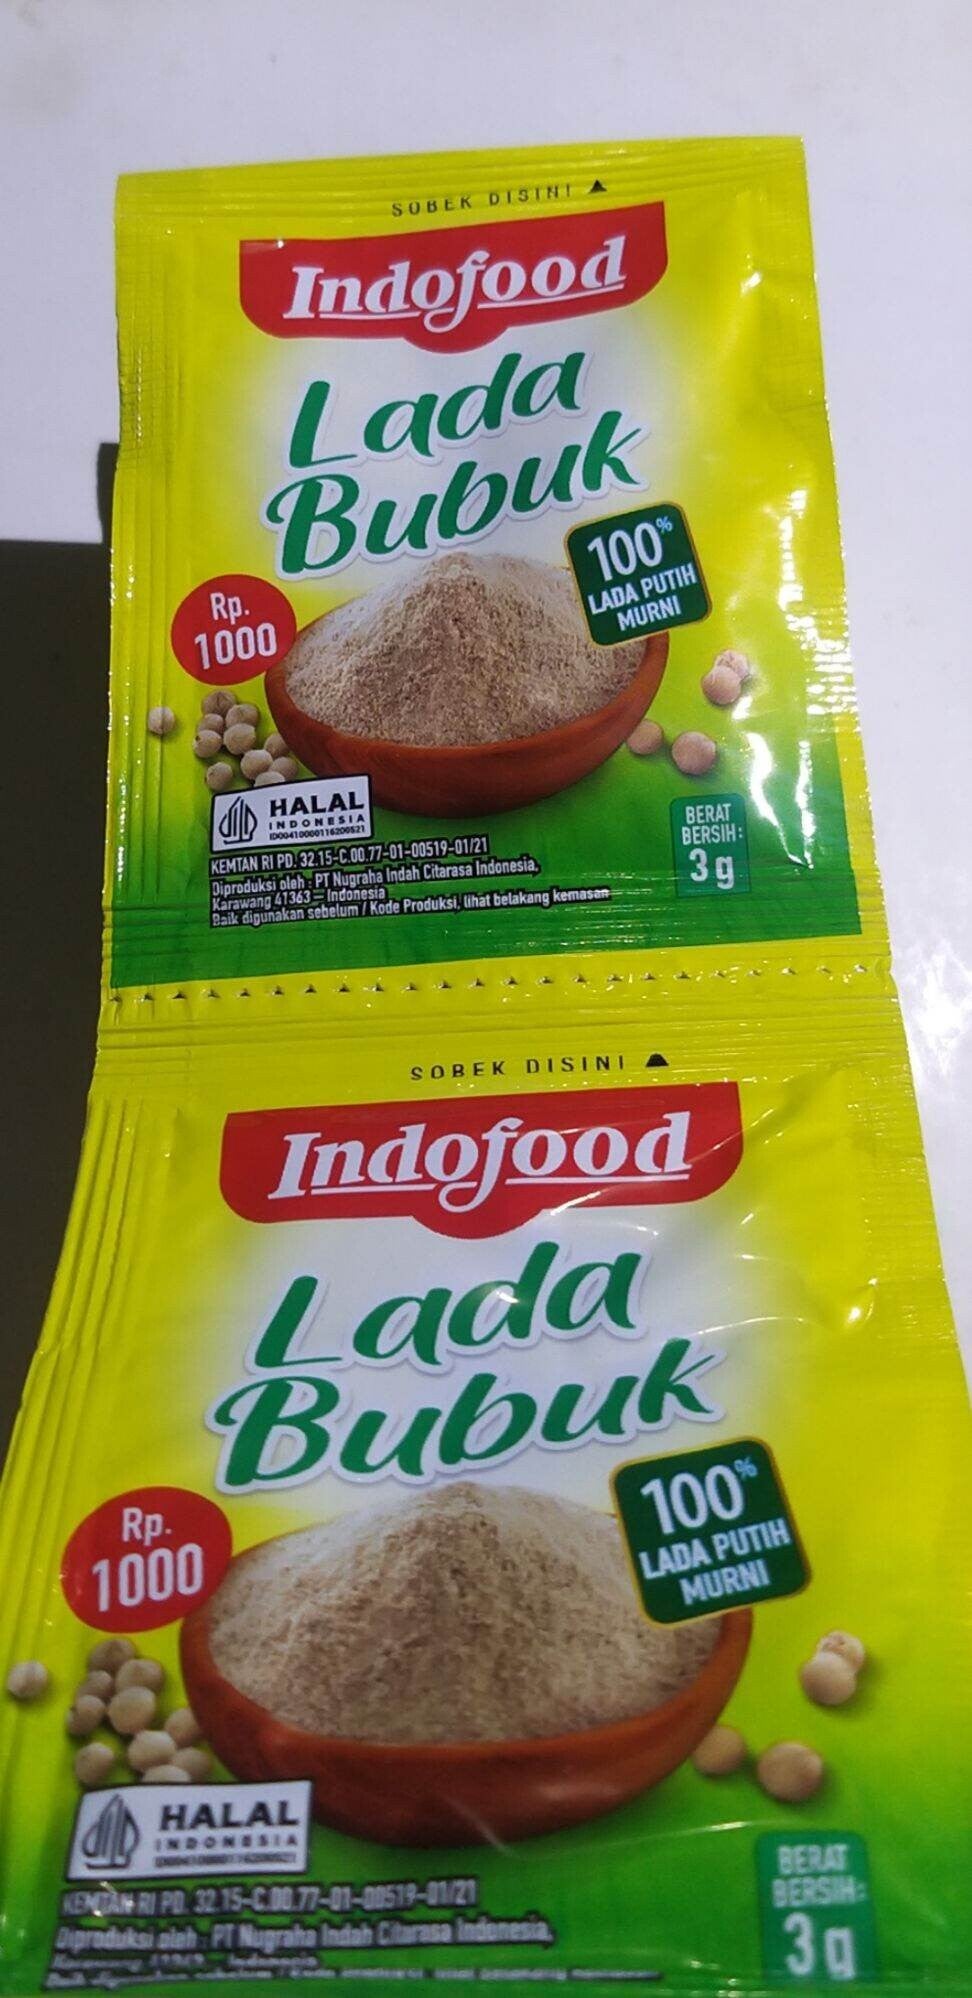 SOBEK DISINI
Indofood
Lada
Bubuk
100%
LADA PUTIH
MURNI
Rp.
1000
HALAL
INDONESIA
ID00410000116200521
BERAT
BERSIH:
3 g
KEMTAN RI PD. 32.15-C.00.77-01-00519-01/21
Diproduksi oleh : PT Nugraha Indah Citarasa Indonesia,
Karawang 41363 – Indonesia
Baik digunakan sebelum / Kode Produksi, lihat belakang kemasan
SOBEK DISINI
Indofood
Lada
Bubuk
100%
LADA PUTIH
MURNI
Rp.
1000
HALAL
INDONESIA
BERAT
BERSIH:
3 g
KEMTAN RI PD. 32.15-C.00.77-01-00519-01/21
Diproduksi oleh : PT Nugraha Indah Citarasa Indonesia,